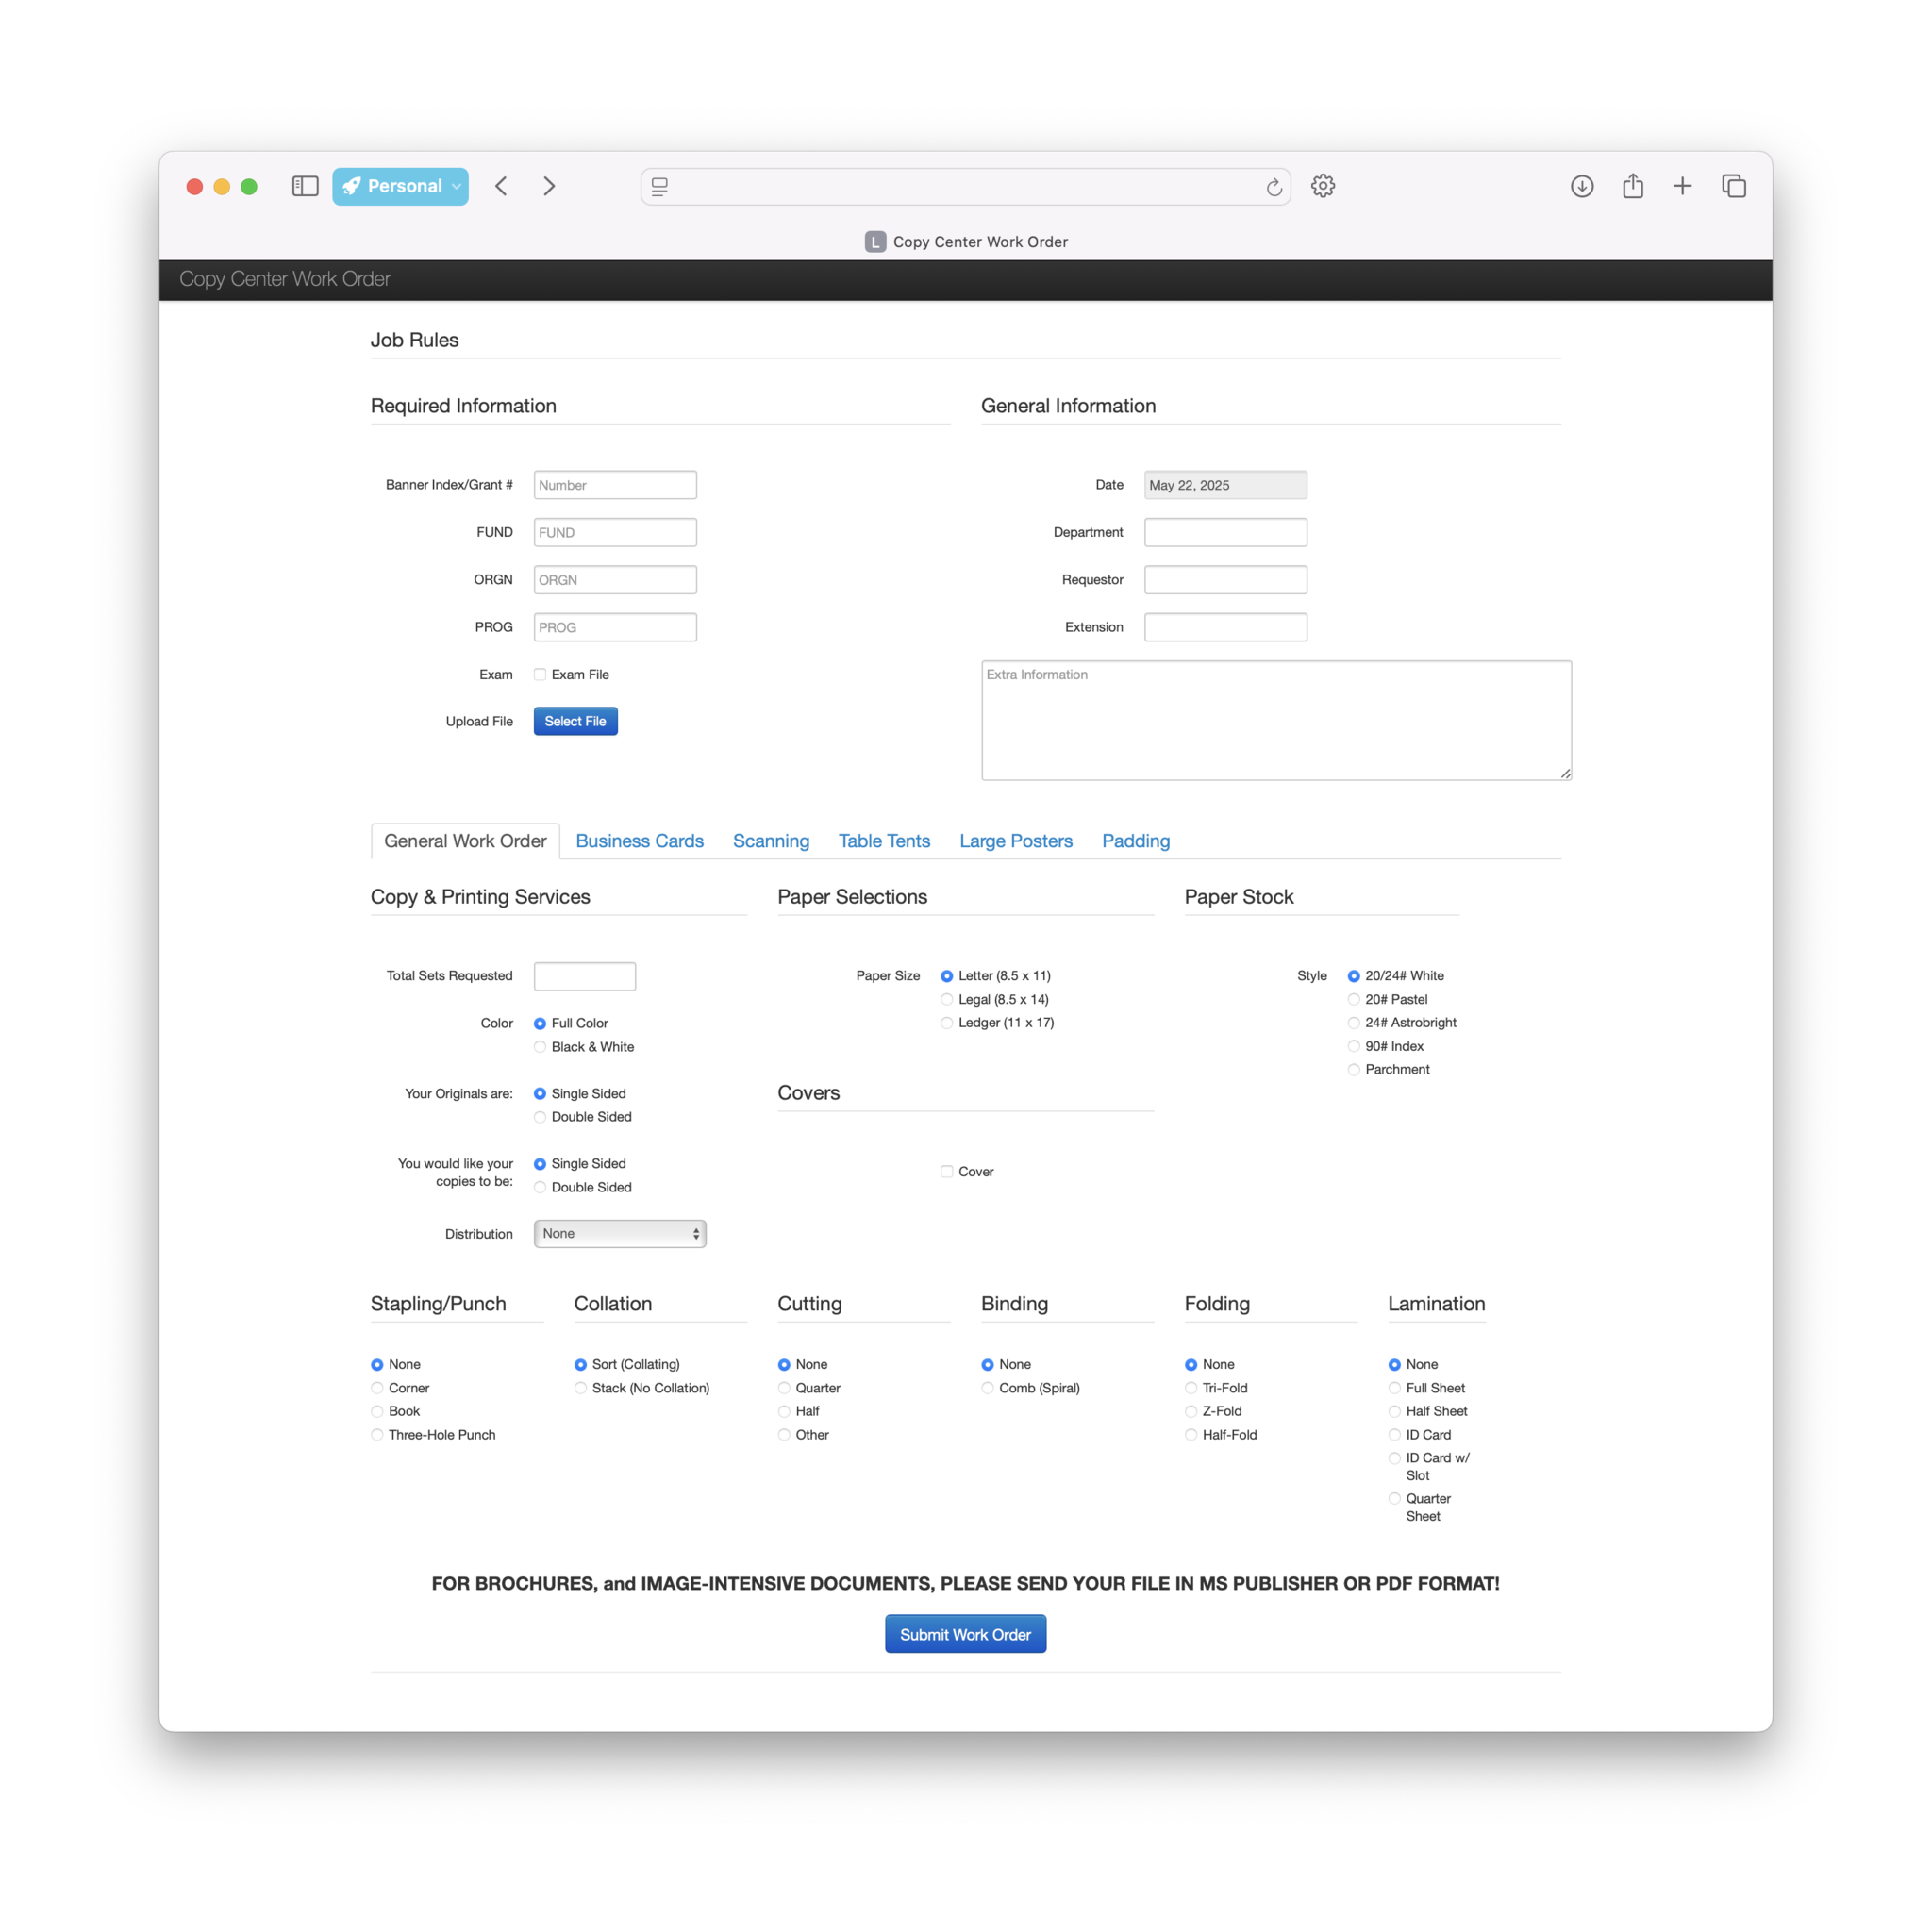 Personal
L Copy Center Work Order
Copy Center Work Order
Job Rules
Required Information
General Information
Banner Index/Grant #
Number
FUND
FUND
ORGN
ORGN
PROG
PROG
Exam
Exam File
Upload File
Select File
Date
May 22, 2025
Department
Requestor
Extension
Extra Information
General Work Order
Business Cards
Scanning
Table Tents
Large Posters
Padding
Copy & Printing Services
Total Sets Requested
Color
Full Color
Black & White
Your Originals are:
Single Sided
Double Sided
You would like your
copies to be:
Single Sided
Double Sided
Distribution
None
Paper Selections
Paper Size
Letter (8.5 x 11)
Legal (8.5 x 14)
Ledger (11 x 17)
Covers
Cover
Paper Stock
Style
20/24# White
20# Pastel
24# Astrobright
90# Index
Parchment
Stapling/Punch
None
Corner
Book
Three-Hole Punch
Collation
Sort (Collating)
Stack (No Collation)
Cutting
None
Quarter
Half
Other
Binding
None
Comb (Spiral)
Folding
None
Tri-Fold
Z-Fold
Half-Fold
Lamination
None
Full Sheet
Half Sheet
ID Card
ID Card w/
Slot
Quarter
Sheet
FOR BROCHURES, and IMAGE-INTENSIVE DOCUMENTS, PLEASE SEND YOUR FILE IN MS PUBLISHER OR PDF FORMAT!
Submit Work Order